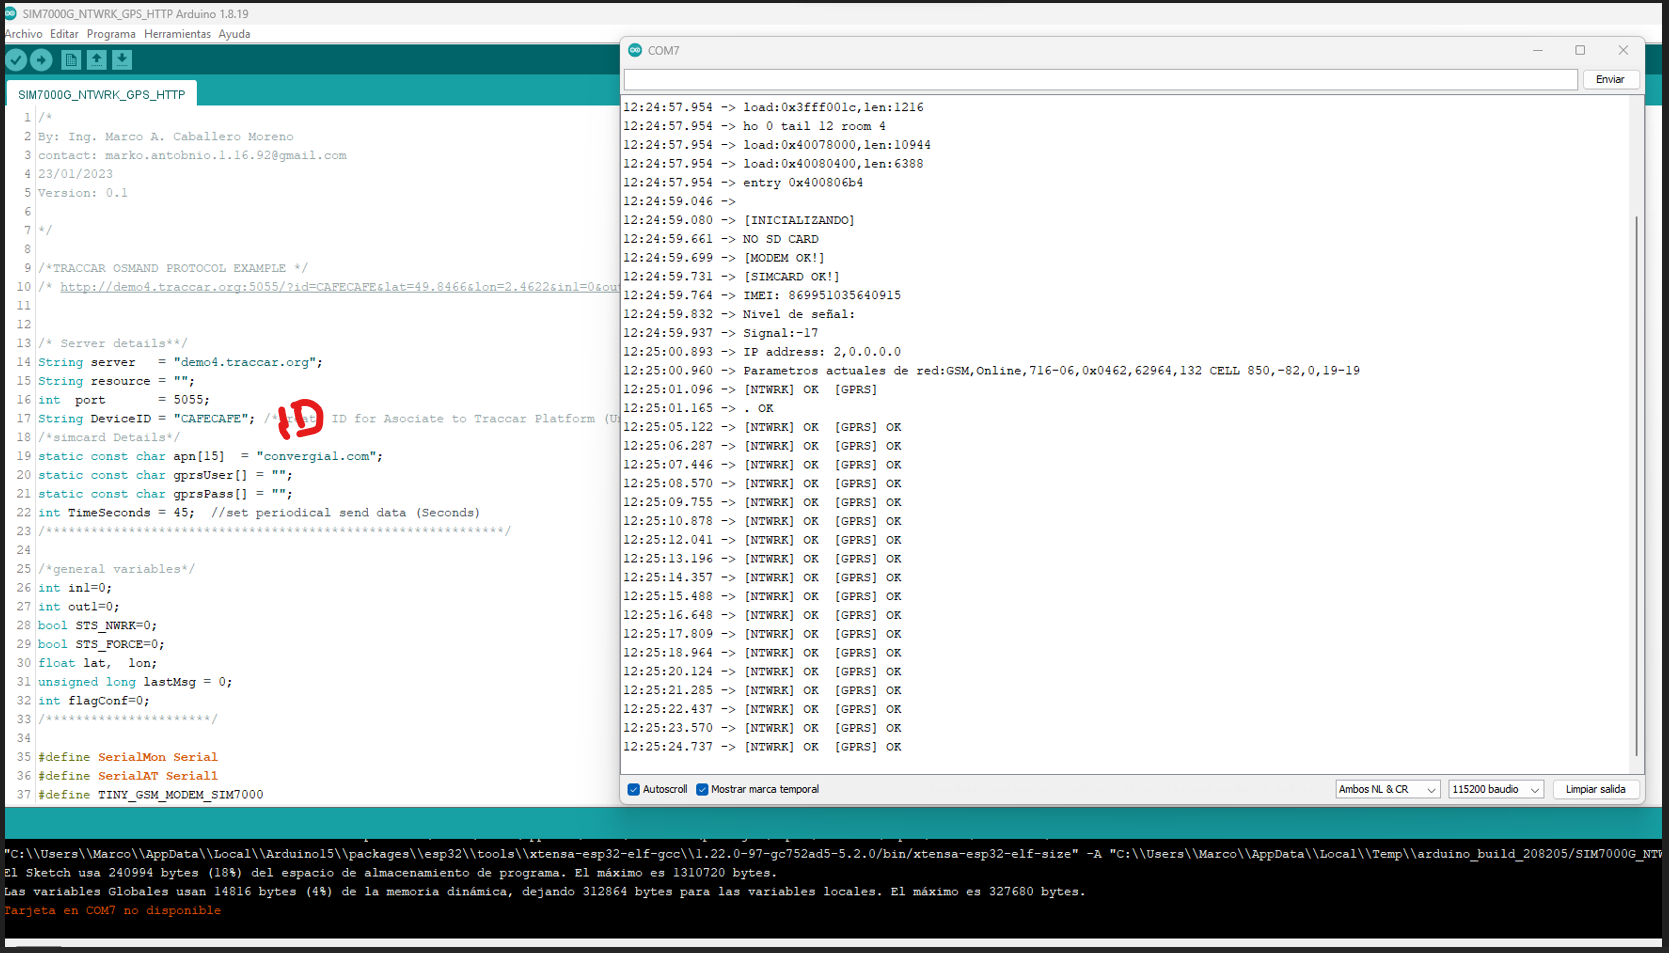 SIM7000G_NTWRK_GPS_HTTP Arduino 1.8.19
Archivo Editar Programa Herramientas Ayuda
SIM7000G_NTWRK_GPS_HTTP
1 /*
2 By: Ing. Marco A. Caballero Moreno
3 contact: marko.antobnio.1.16.92@gmail.com
4 23/01/2023
5 Version: 0.1
6
7 */
8
9 /*TRACCAR OSMAND PROTOCOL EXAMPLE */
10 /* http://demo4.traccar.org:5055/?id=CAFECAFE&lat=49.8466&lon=2.4622&in1=0&out
11
12
13 /* Server details**/
14 String server   = "demo4.traccar.org";
15 String resource = "";
16 int  port       = 5055;
17 String DeviceID = "CAFECAFE"; /* ID for Asociate to Traccar Platform (Un
ID
18 /*simcard Details*/
19 static const char apn[15]  = "convergia1.com";
20 static const char gprsUser[] = "";
21 static const char gprsPass[] = "";
22 int TimeSeconds = 45;  //set periodical send data (Seconds)
23 /*************************************************************/
24
25 /*general variables*/
26 int in1=0;
27 int out1=0;
28 bool STS_NWRK=0;
29 bool STS_FORCE=0;
30 float lat,  lon;
31 unsigned long lastMsg = 0;
32 int flagConf=0;
33 /**********************/
34
35 #define SerialMon Serial
36 #define SerialAT Serial1
37 #define TINY_GSM_MODEM_SIM7000
COM7
Enviar
12:24:57.954 -> load:0x3fff001c,len:1216
12:24:57.954 -> ho 0 tail 12 room 4
12:24:57.954 -> load:0x40078000,len:10944
12:24:57.954 -> load:0x40080400,len:6388
12:24:57.954 -> entry 0x400806b4
12:24:59.046 ->
12:24:59.080 -> [INICIALIZANDO]
12:24:59.661 -> NO SD CARD
12:24:59.699 -> [MODEM OK!]
12:24:59.731 -> [SIMCARD OK!]
12:24:59.764 -> IMEI: 869951035640915
12:24:59.832 -> Nivel de señal:
12:24:59.937 -> Signal:-17
12:25:00.893 -> IP address: 2,0.0.0.0
12:25:00.960 -> Parametros actuales de red:GSM,Online,716-06,0x0462,62964,132 CELL 850,-82,0,19-19
12:25:01.096 -> [NTWRK] OK  [GPRS]
12:25:01.165 -> . OK
12:25:05.122 -> [NTWRK] OK  [GPRS] OK
12:25:06.287 -> [NTWRK] OK  [GPRS] OK
12:25:07.446 -> [NTWRK] OK  [GPRS] OK
12:25:08.570 -> [NTWRK] OK  [GPRS] OK
12:25:09.755 -> [NTWRK] OK  [GPRS] OK
12:25:10.878 -> [NTWRK] OK  [GPRS] OK
12:25:12.041 -> [NTWRK] OK  [GPRS] OK
12:25:13.196 -> [NTWRK] OK  [GPRS] OK
12:25:14.357 -> [NTWRK] OK  [GPRS] OK
12:25:15.488 -> [NTWRK] OK  [GPRS] OK
12:25:16.648 -> [NTWRK] OK  [GPRS] OK
12:25:17.809 -> [NTWRK] OK  [GPRS] OK
12:25:18.964 -> [NTWRK] OK  [GPRS] OK
12:25:20.124 -> [NTWRK] OK  [GPRS] OK
12:25:21.285 -> [NTWRK] OK  [GPRS] OK
12:25:22.437 -> [NTWRK] OK  [GPRS] OK
12:25:23.570 -> [NTWRK] OK  [GPRS] OK
12:25:24.737 -> [NTWRK] OK  [GPRS] OK
Autoscroll Mostrar marca temporal Ambos NL & CR 115200 baudio Limpiar salida
"C:\\Users\\Marco\\AppData\\Local\\Arduino15\\packages\\esp32\\tools\\xtensa-esp32-elf-gcc\\1.22.0-97-gc752ad5-5.2.0/bin/xtensa-esp32-elf-size" -A "C:\\Users\\Marco\\AppData\\Local\\Temp\\arduino_build_208205/SIM7000G_NTW
El Sketch usa 240994 bytes (18%) del espacio de almacenamiento de programa. El máximo es 1310720 bytes.
Las variables Globales usan 14816 bytes (4%) de la memoria dinámica, dejando 312864 bytes para las variables locales. El máximo es 327680 bytes.
Tarjeta en COM7 no disponible